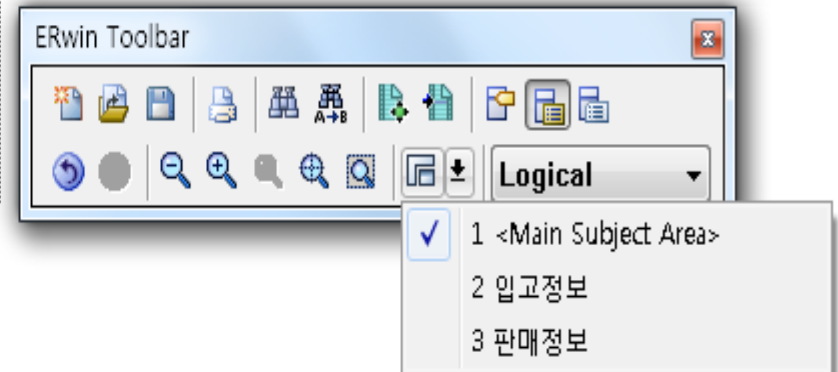 ERwin Toolbar
A→B
Logical
1 <Main Subject Area>
2 입고정보
3 판매정보